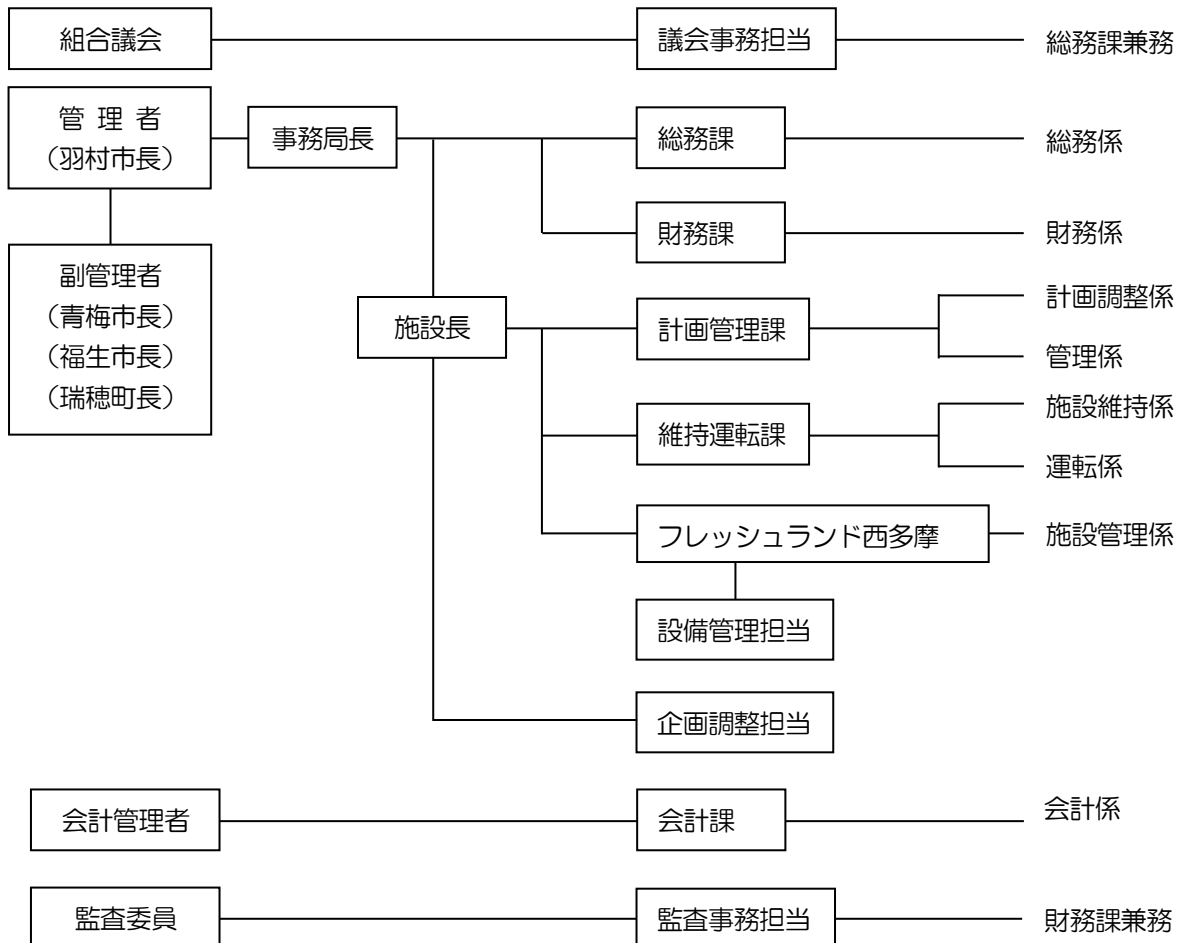 組合議会
議会事務担当
総務課兼務
管 理 者
（羽村市長）
事務局長
総務課
総務係
財務課
財務係
副管理者
（青梅市長）
（福生市長）
（瑞穂町長）
施設長
計画管理課
計画調整係
管理係
維持運転課
施設維持係
運転係
フレッシュランド西多摩
施設管理係
設備管理担当
企画調整担当
会計管理者
会計課
会計係
監査委員
監査事務担当
財務課兼務